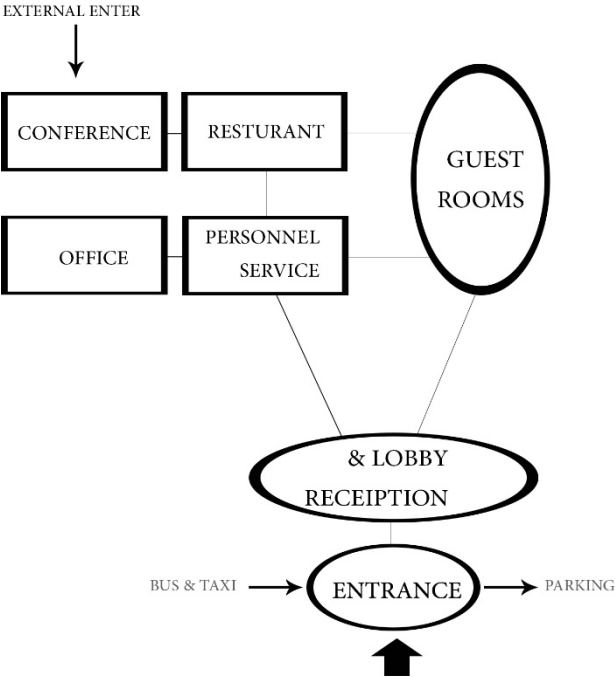 EXTERNAL ENTER
CONFERENCE
RESTURANT
GUEST
ROOMS
OFFICE
PERSONNEL
SERVICE
& LOBBY
RECEIPTION
BUS & TAXI
ENTRANCE
PARKING